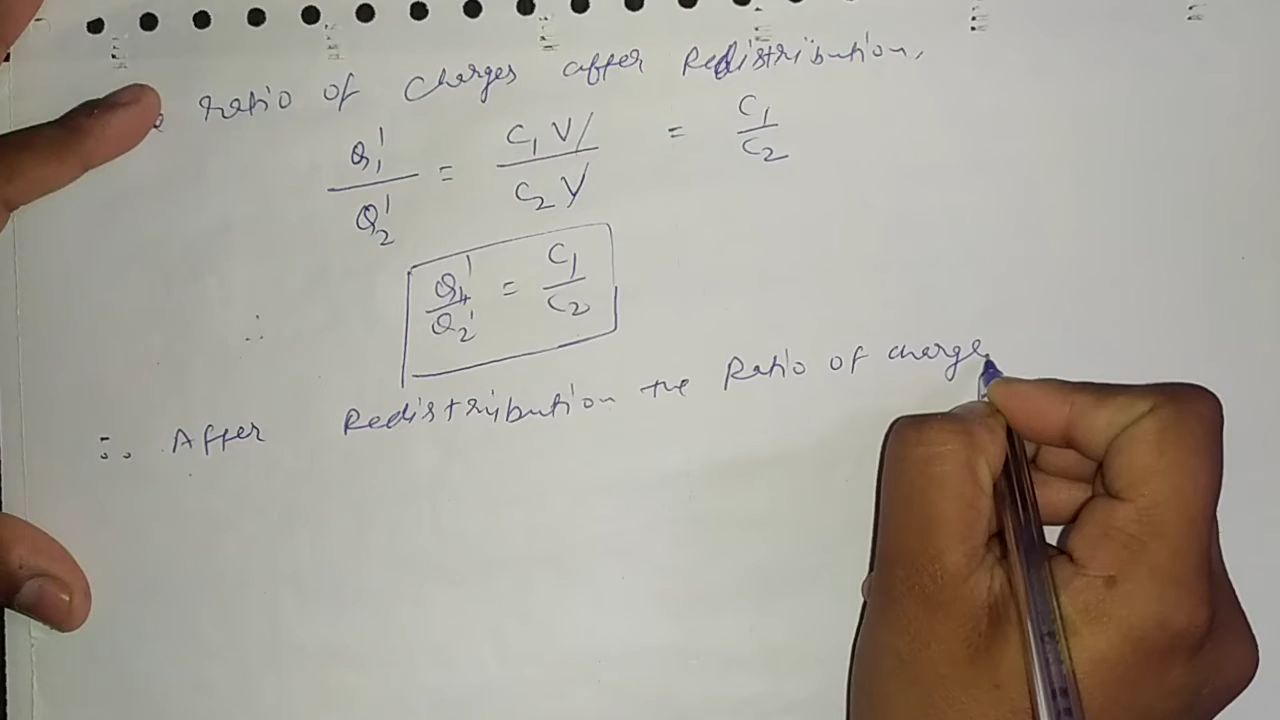 ratio of charges after Redistribution,
Q₁'/Q₂' = C₁V/C₂V = C₁/C₂
Q₁'/Q₂' = C₁/C₂
∴ After Redistribution the Ratio of charge